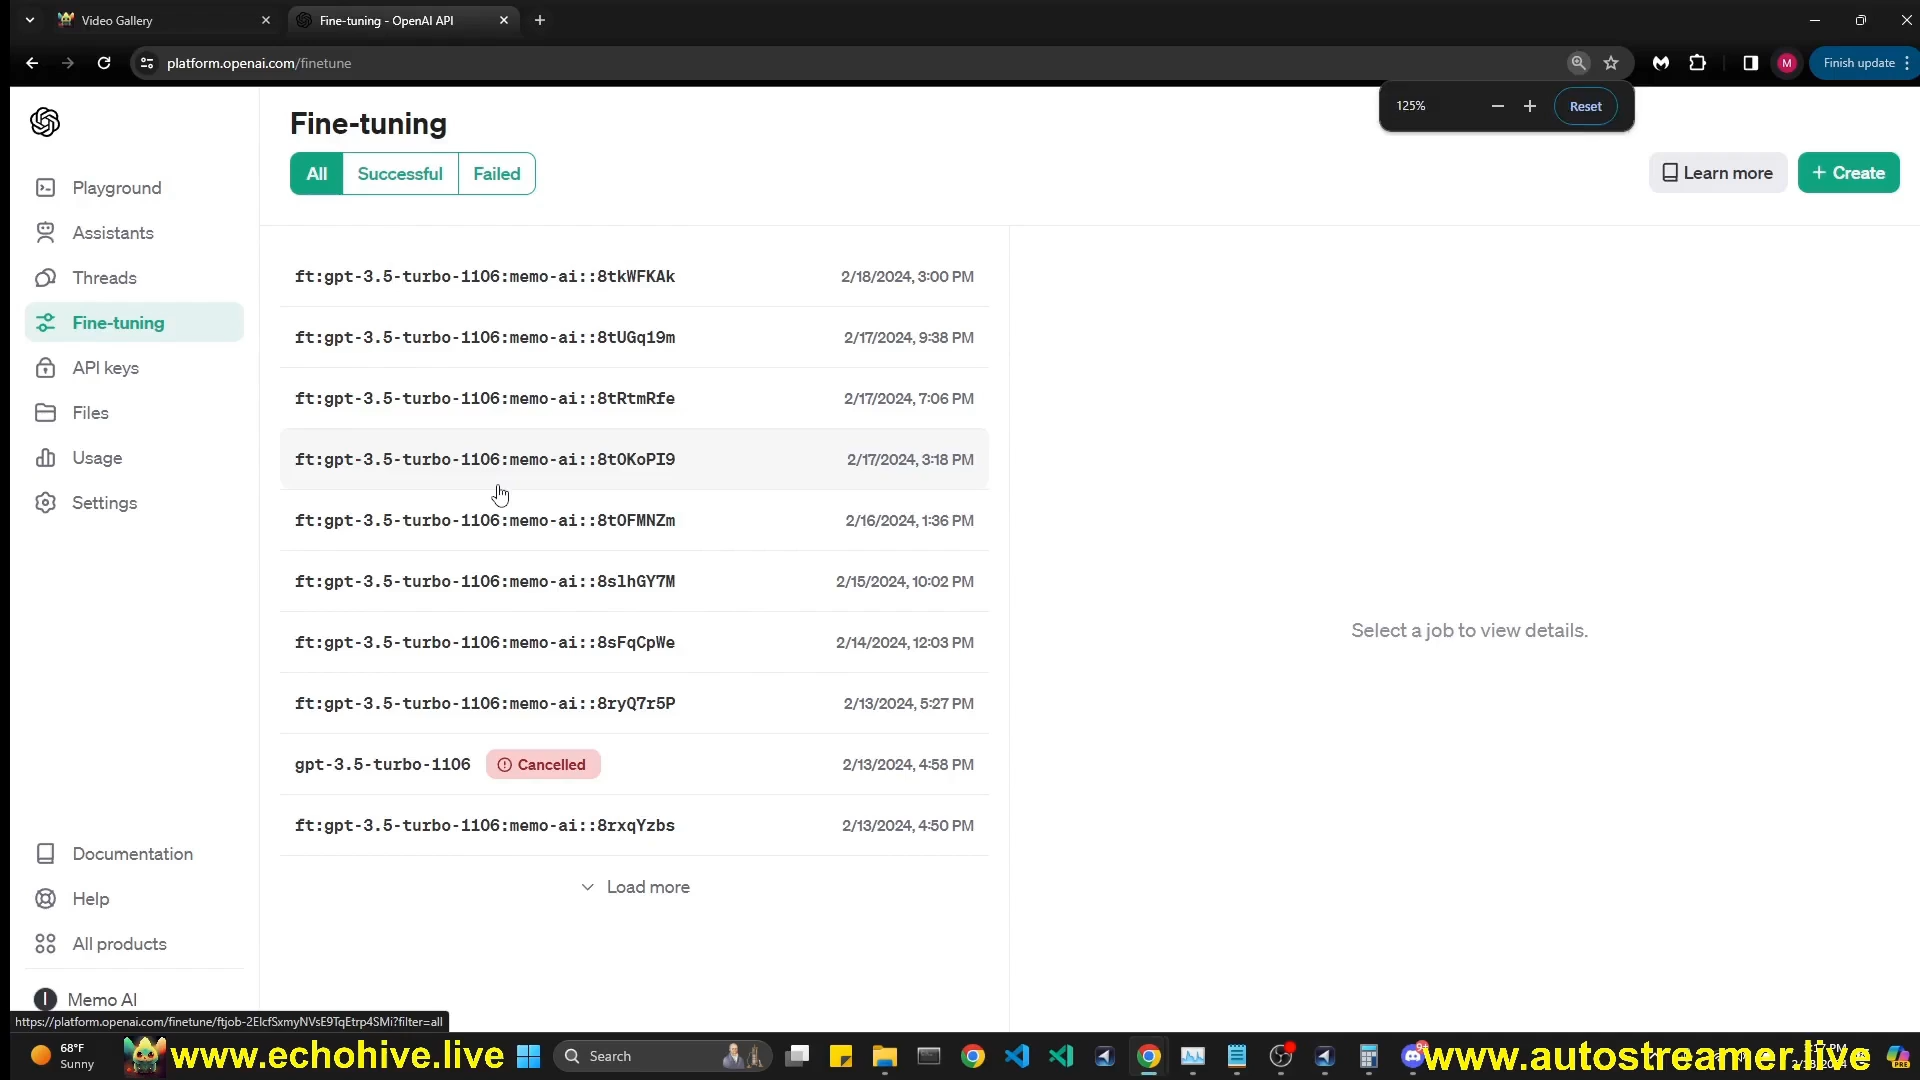 Video Gallery
Fine-tuning - OpenAI API
platform.openai.com/finetune
M
Finish update
125%
Reset
Fine-tuning
All
Successful
Failed
Learn more
+ Create
Playground
Assistants
Threads
Fine-tuning
API keys
Files
Usage
Settings
ft:gpt-3.5-turbo-1106:memo-ai::8tkWFKAk 2/18/2024, 3:00 PM
ft:gpt-3.5-turbo-1106:memo-ai::8tUGqi9m 2/17/2024, 9:38 PM
ft:gpt-3.5-turbo-1106:memo-ai::8tRtmRfe 2/17/2024, 7:06 PM
ft:gpt-3.5-turbo-1106:memo-ai::8tOKoPI9 2/17/2024, 3:18 PM
ft:gpt-3.5-turbo-1106:memo-ai::8tOFMNZm 2/16/2024, 1:36 PM
ft:gpt-3.5-turbo-1106:memo-ai::8slhGY7M 2/15/2024, 10:02 PM
ft:gpt-3.5-turbo-1106:memo-ai::8sFqCpWe 2/14/2024, 12:03 PM
ft:gpt-3.5-turbo-1106:memo-ai::8ryQ7r5P 2/13/2024, 5:27 PM
gpt-3.5-turbo-1106 Cancelled 2/13/2024, 4:58 PM
ft:gpt-3.5-turbo-1106:memo-ai::8rxqYzbs 2/13/2024, 4:50 PM
Load more
Select a job to view details.
Documentation
Help
All products
Memo AI
https://platform.openai.com/finetune/ftjob-2ElcfSxmyNVsE9TqEtrp4SMi?filter=all
68°F
Sunny
www.echohive.live
Search
www.autostreamer.live